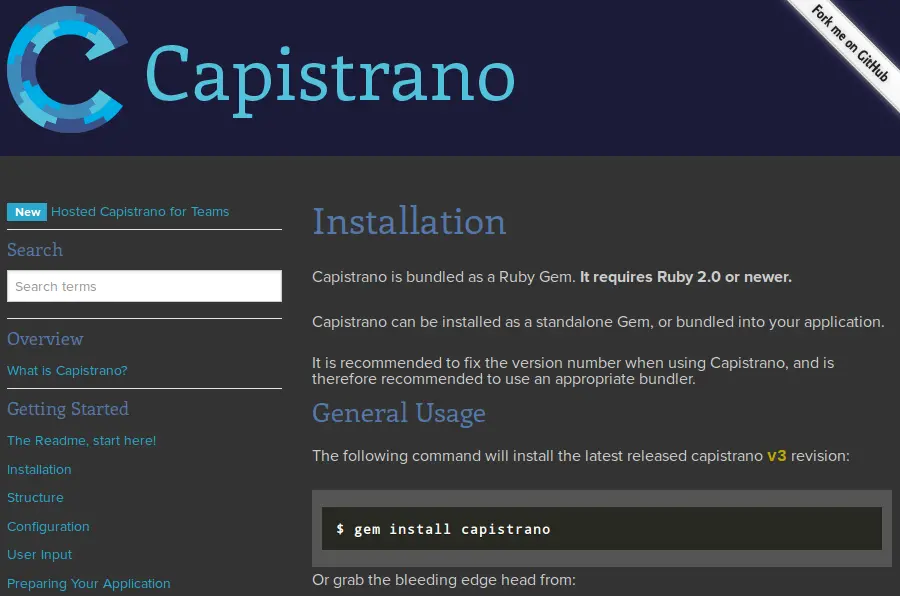 Capistrano
Fork me on GitHub
New Hosted Capistrano for Teams
Search
Search terms
Overview
What is Capistrano?
Getting Started
The Readme, start here!
Installation
Structure
Configuration
User Input
Preparing Your Application
Installation
Capistrano is bundled as a Ruby Gem. It requires Ruby 2.0 or newer.
Capistrano can be installed as a standalone Gem, or bundled into your application.
It is recommended to fix the version number when using Capistrano, and is
therefore recommended to use an appropriate bundler.
General Usage
The following command will install the latest released capistrano v3 revision:
$ gem install capistrano
Or grab the bleeding edge head from: